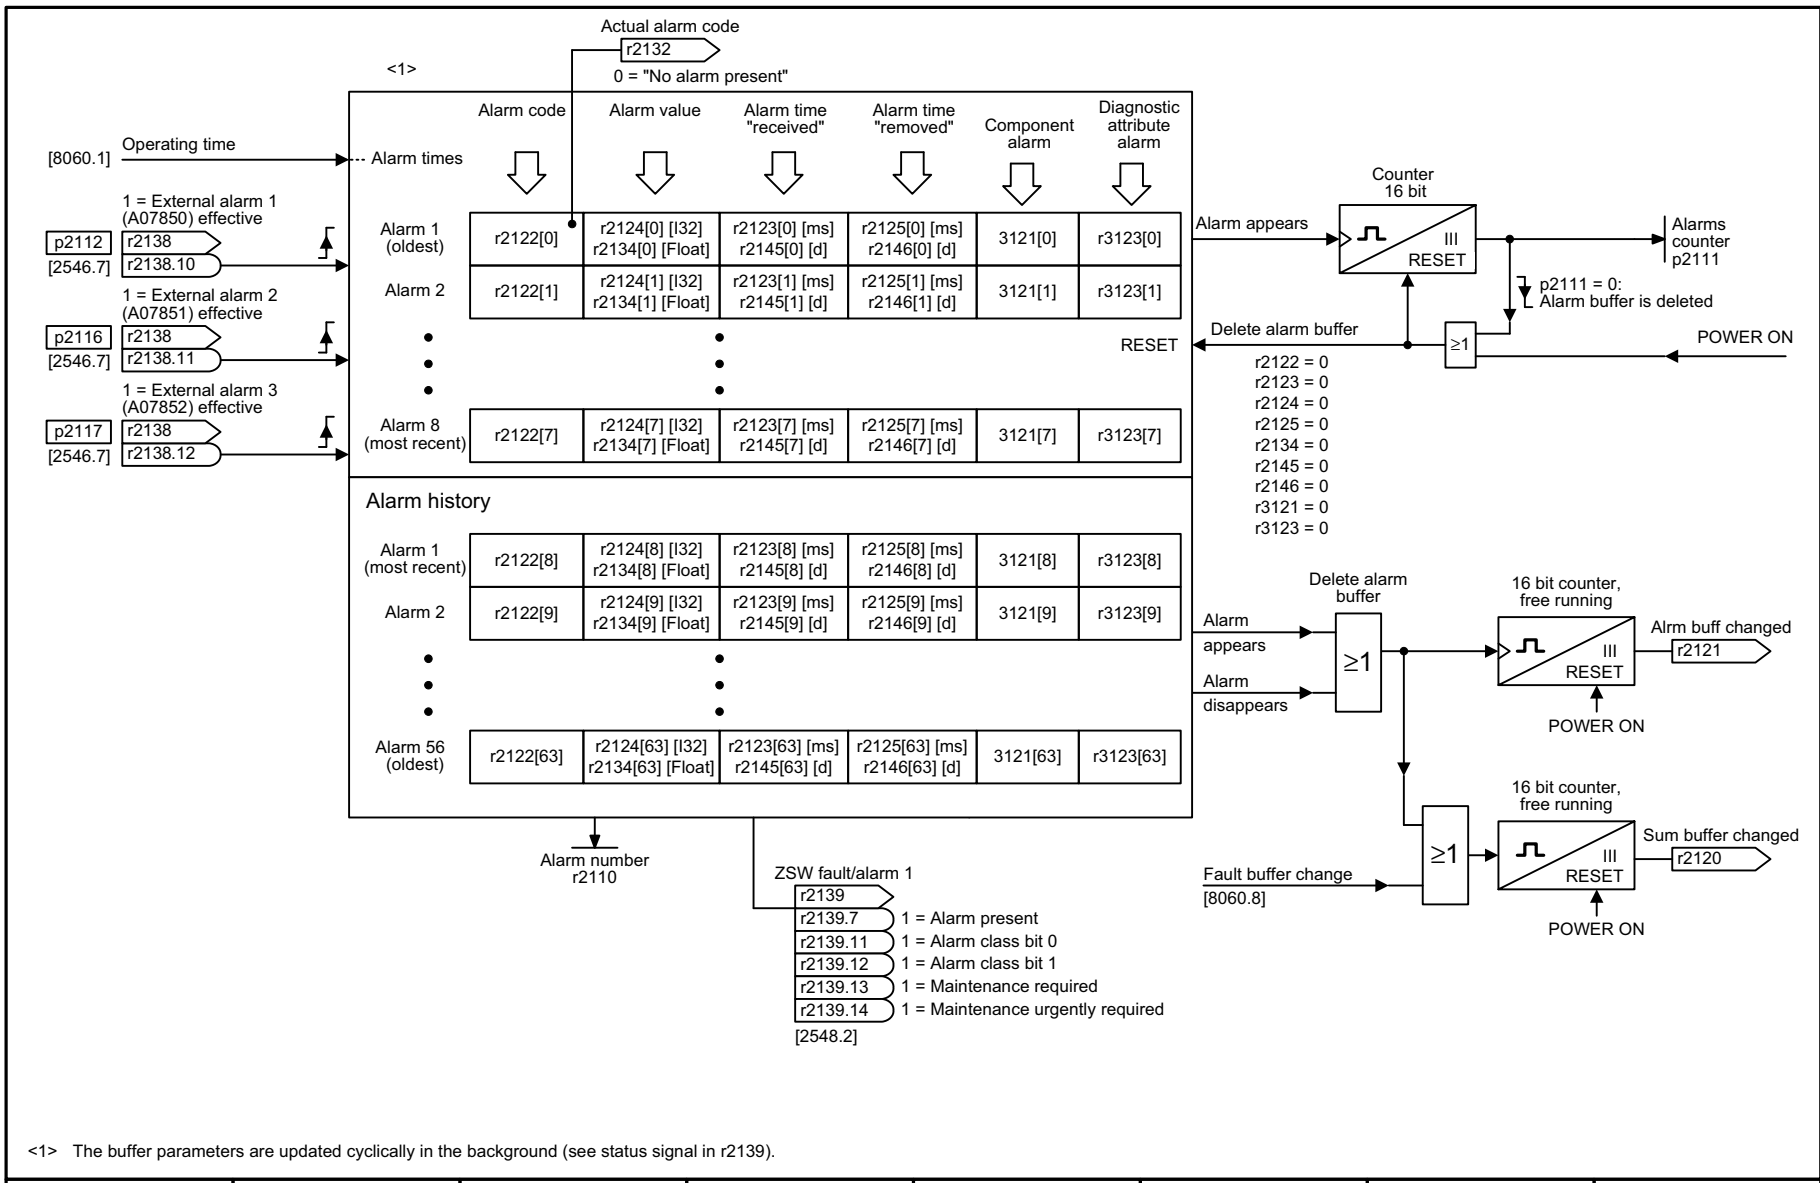 Actual alarm code
r2132
0 = "No alarm present"
<1>
Alarm code
Alarm value
Alarm time
"received"
Alarm time
"removed"
Component
alarm
Diagnostic
attribute
alarm
[8060.1]
Operating time
Alarm times
1 = External alarm 1
(A07850) effective
p2112
r2138
[2546.7]
r2138.10
1 = External alarm 2
(A07851) effective
p2116
r2138
[2546.7]
r2138.11
1 = External alarm 3
(A07852) effective
p2117
r2138
[2546.7]
r2138.12
Alarm 1
(oldest)
r2122[0]
r2124[0] [I32]
r2134[0] [Float]
r2123[0] [ms]
r2145[0] [d]
r2125[0] [ms]
r2146[0] [d]
3121[0]
r3123[0]
Alarm 2
r2122[1]
r2124[1] [I32]
r2134[1] [Float]
r2123[1] [ms]
r2145[1] [d]
r2125[1] [ms]
r2146[1] [d]
3121[1]
r3123[1]
RESET
Alarm 8
(most recent)
r2122[7]
r2124[7] [I32]
r2134[7] [Float]
r2123[7] [ms]
r2145[7] [d]
r2125[7] [ms]
r2146[7] [d]
3121[7]
r3123[7]
Alarm history
Alarm 1
(most recent)
r2122[8]
r2124[8] [I32]
r2134[8] [Float]
r2123[8] [ms]
r2145[8] [d]
r2125[8] [ms]
r2146[8] [d]
3121[8]
r3123[8]
Alarm 2
r2122[9]
r2124[9] [I32]
r2134[9] [Float]
r2123[9] [ms]
r2145[9] [d]
r2125[9] [ms]
r2146[9] [d]
3121[9]
r3123[9]
Alarm 56
(oldest)
r2122[63]
r2124[63] [I32]
r2134[63] [Float]
r2123[63] [ms]
r2145[63] [d]
r2125[63] [ms]
r2146[63] [d]
3121[63]
r3123[63]
Alarm appears
Counter
16 bit
III
RESET
Alarms
counter
p2111
p2111 = 0:
Alarm buffer is deleted
Delete alarm buffer
≥1
POWER ON
r2122 = 0
r2123 = 0
r2124 = 0
r2125 = 0
r2134 = 0
r2145 = 0
r2146 = 0
r3121 = 0
r3123 = 0
Delete alarm
buffer
Alarm
appears
Alarm
disappears
≥1
16 bit counter,
free running
III
RESET
POWER ON
Alrm buff changed
r2121
Fault buffer change
[8060.8]
≥1
16 bit counter,
free running
III
RESET
POWER ON
Sum buffer changed
r2120
Alarm number
r2110
ZSW fault/alarm 1
r2139
r2139.7
1 = Alarm present
r2139.11
1 = Alarm class bit 0
r2139.12
1 = Alarm class bit 1
r2139.13
1 = Maintenance required
r2139.14
1 = Maintenance urgently required
[2548.2]
<1> The buffer parameters are updated cyclically in the background (see status signal in r2139).